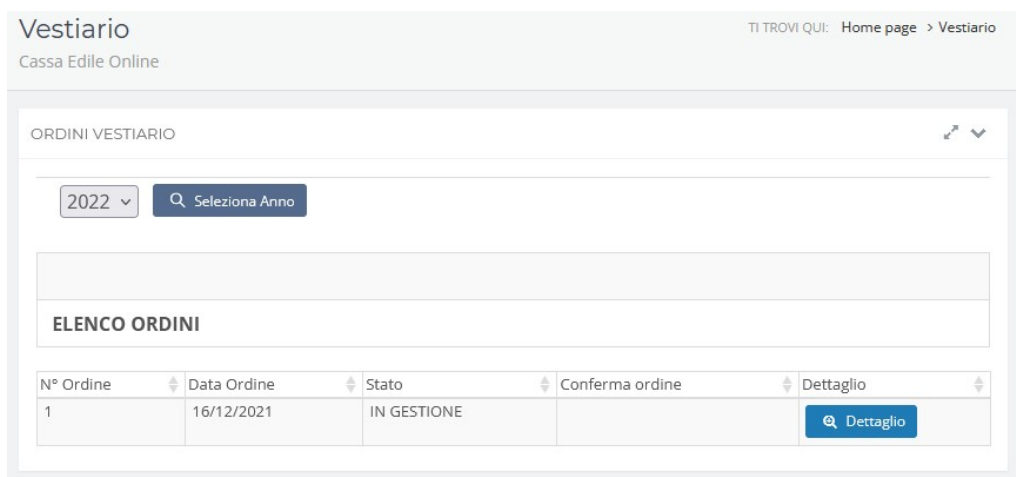 Vestiario
TI TROVI QUI: Home page > Vestiario
Cassa Edile Online
ORDINI VESTIARIO
2022
Seleziona Anno
ELENCO ORDINI
N° Ordine Data Ordine Stato Conferma ordine Dettaglio
1 16/12/2021 IN GESTIONE Dettaglio